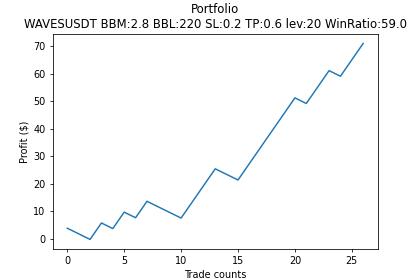 Portfolio
WAVESUSDT BBM:2.8 BBL:220 SL:0.2 TP:0.6 lev:20 WinRatio:59.0
70
60
50
40
30
20
10
0
Profit ($)
0 5 10 15 20 25
Trade counts